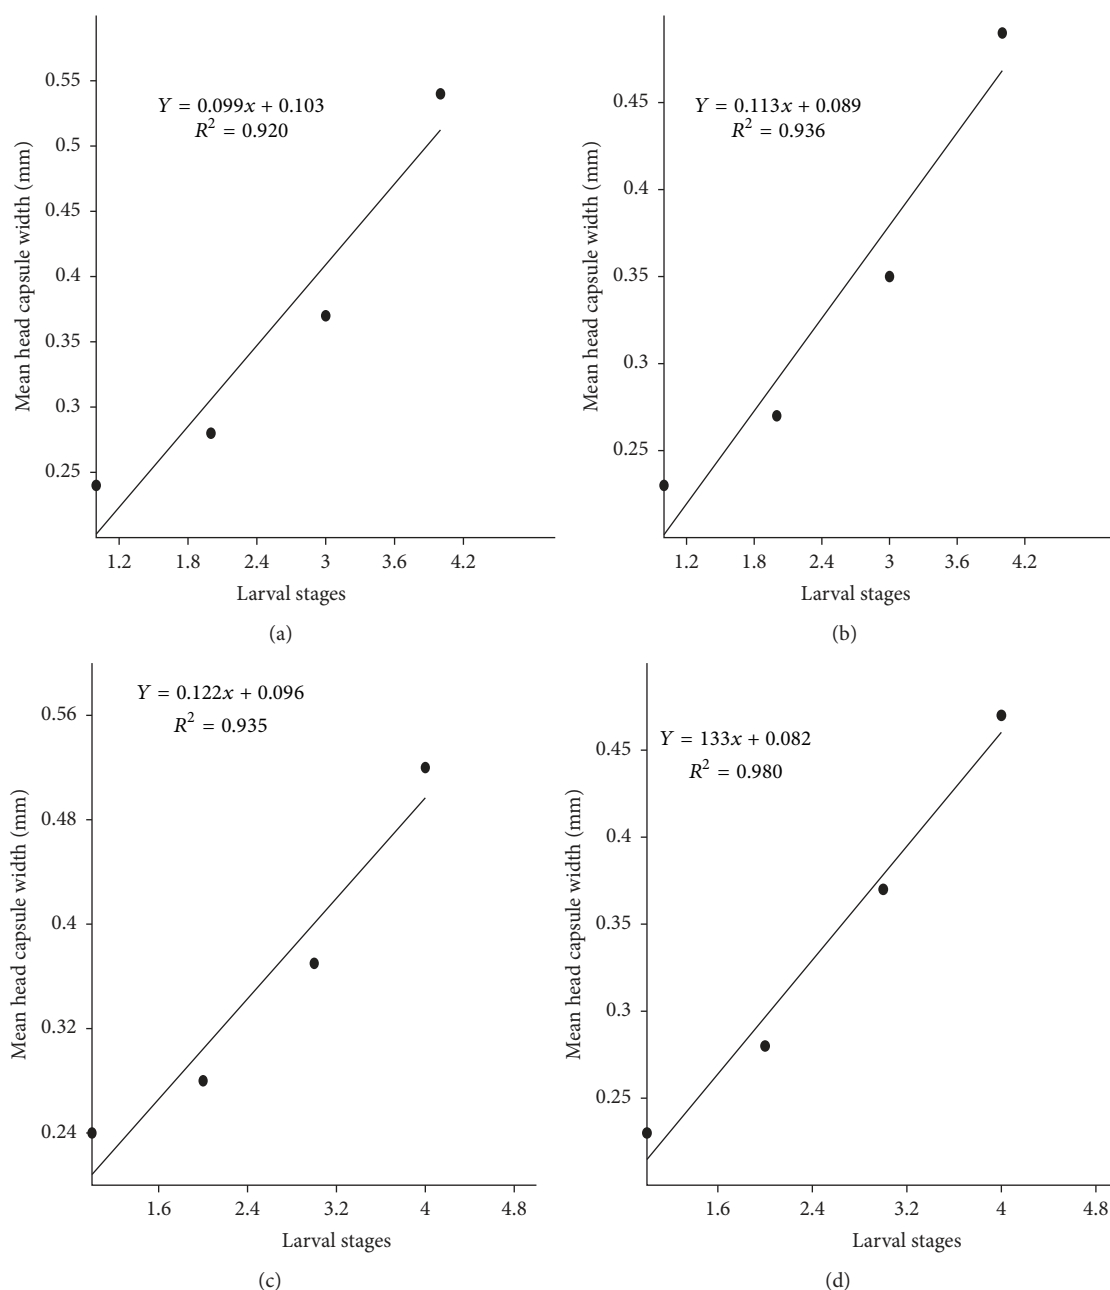 Mean head capsule width (mm)
0.55
0.5
0.45
0.4
0.35
0.3
0.25
Y = 0.099x + 0.103
R² = 0.920
1.2 1.8 2.4 3 3.6 4.2
Larval stages
(a)
Mean head capsule width (mm)
0.45
0.4
0.35
0.3
0.25
Y = 0.113x + 0.089
R² = 0.936
1.2 1.8 2.4 3 3.6 4.2
Larval stages
(b)
Mean head capsule width (mm)
0.56
0.48
0.4
0.32
0.24
Y = 0.122x + 0.096
R² = 0.935
1.6 2.4 3.2 4 4.8
Larval stages
(c)
Mean head capsule width (mm)
0.45
0.4
0.35
0.3
0.25
Y = 133x + 0.082
R² = 0.980
1.6 2.4 3.2 4 4.8
Larval stages
(d)